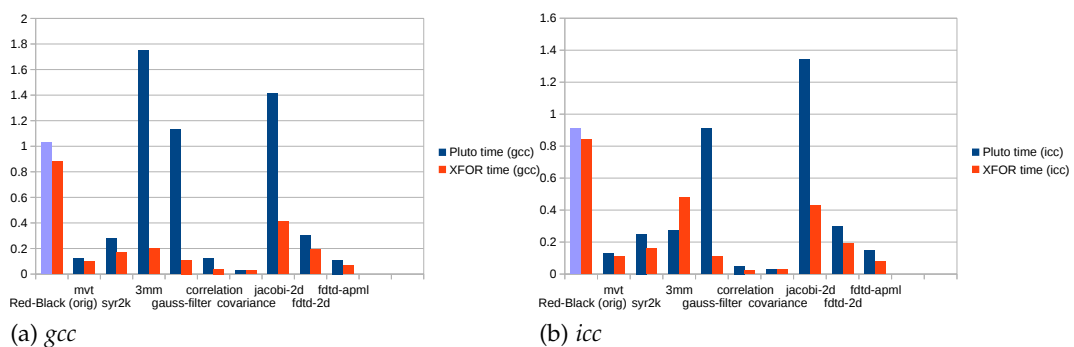 2
1.8
1.6
1.4
1.2
1
0.8
0.6
0.4
0.2
0
mvt 3mm correlation jacobi-2d fdtd-apml
Red-Black (orig) syr2k gauss-filter covariance fdtd-2d
Pluto time (gcc)
XFOR time (gcc)
(a) gcc
1.6
1.4
1.2
1
0.8
0.6
0.4
0.2
0
mvt 3mm correlation jacobi-2d fdtd-apml
Red-Black (orig) syr2k gauss-filter covariance fdtd-2d
Pluto time (icc)
XFOR time (icc)
(b) icc